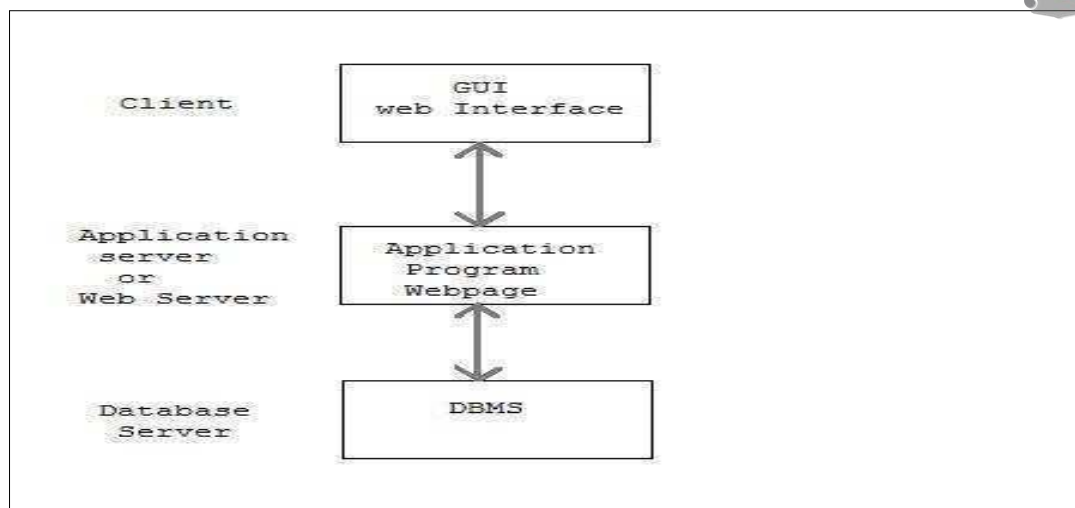 Client
GUI
web Interface
Application
server
or
Web Server
Application
Program
Webpage
Database
Server
DBMS